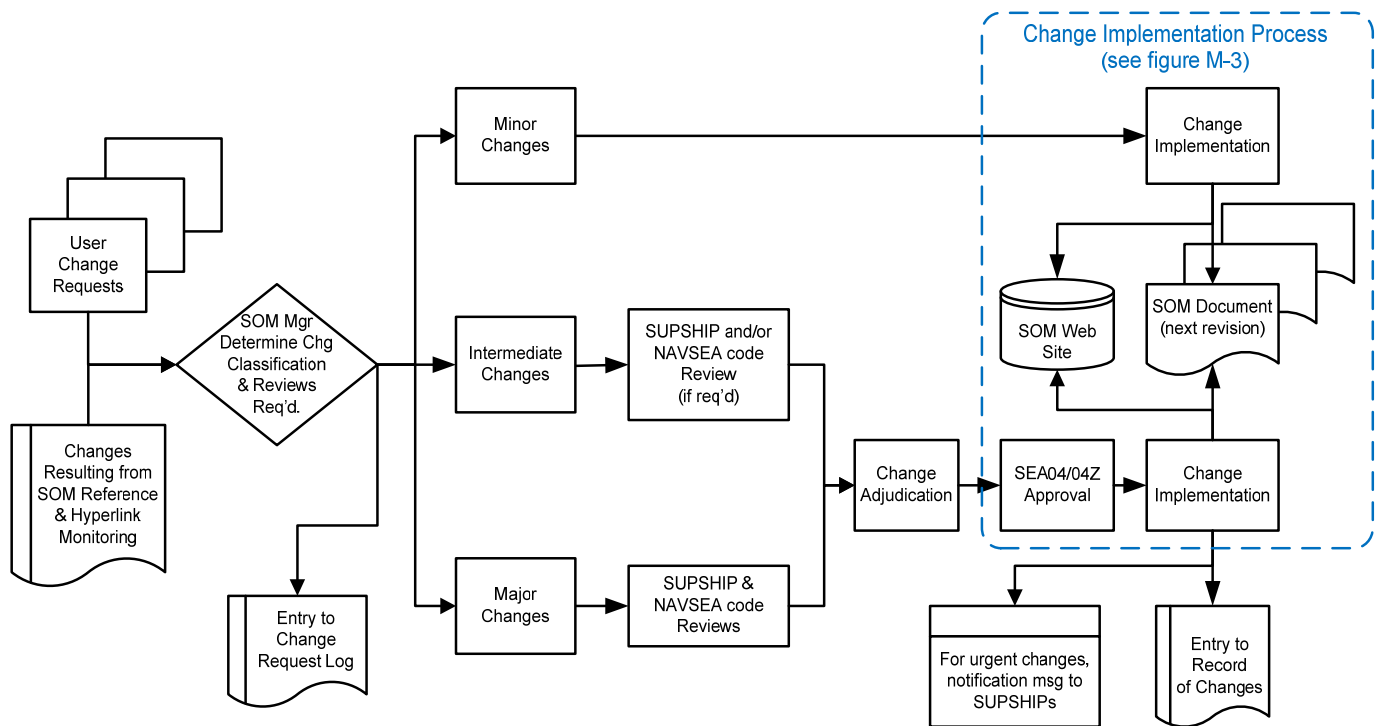 Change Implementation Process
(see figure M-3)
Minor
Changes
Change
Implementation
User
Change
Requests
SOM Mgr
Determine Chg
Classification
& Reviews
Req'd.
Intermediate
Changes
SUPSHIP and/or
NAVSEA code
Review
(if req'd)
SOM Web
Site
SOM Document
(next revision)
Changes
Resulting from
SOM Reference
& Hyperlink
Monitoring
Change
Adjudication
SEA04/04Z
Approval
Change
Implementation
Entry to
Change
Request Log
Major
Changes
SUPSHIP &
NAVSEA code
Reviews
For urgent changes,
notification msg to
SUPSHIPs
Entry to
Record
of Changes